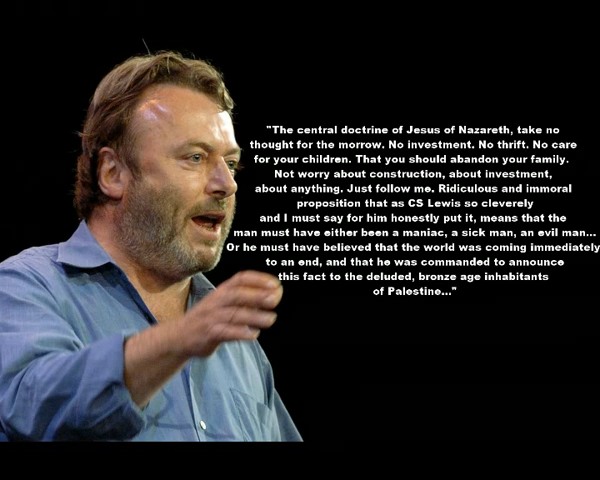 "The central doctrine of Jesus of Nazareth, take no
thought for the morrow. No investment. No thrift. No care
for your children. That you should abandon your family.
Not worry about construction, about investment,
about anything. Just follow me. Ridiculous and immoral
proposition that as CS Lewis so cleverely
and I must say for him honestly put it, means that the
man must have either been a maniac, a sick man, an evil man...
Or he must have believed that the world was coming immediately
to an end, and that he was commanded to announce
this fact to the deluded, bronze age inhabitants
of Palestine..."